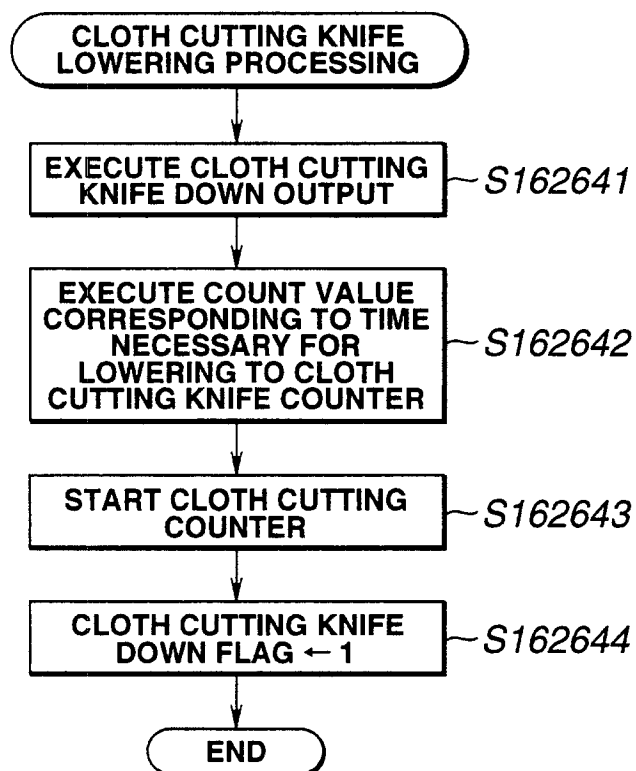 CLOTH CUTTING KNIFE
LOWERING PROCESSING
EXECUTE CLOTH CUTTING
KNIFE DOWN OUTPUT
S162641
EXECUTE COUNT VALUE
CORRESPONDING TO TIME
NECESSARY FOR
LOWERING TO CLOTH
CUTTING KNIFE COUNTER
S162642
START CLOTH CUTTING
COUNTER
S162643
CLOTH CUTTING KNIFE
DOWN FLAG ← 1
S162644
END